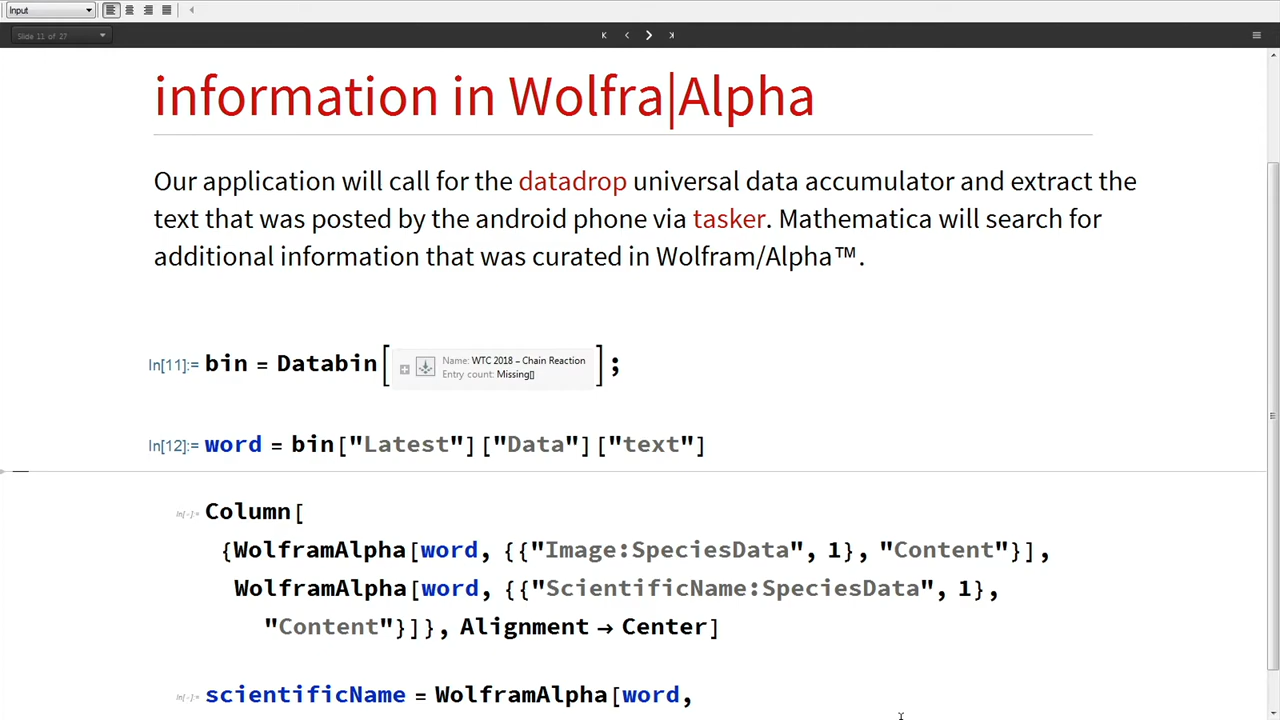 Input
Slide 11 of 27
information in Wolfra|Alpha
Our application will call for the datadrop universal data accumulator and extract the
text that was posted by the android phone via tasker. Mathematica will search for
additional information that was curated in Wolfram/Alpha™.
In[11]:= bin = Databin[ Name: WTC 2018 – Chain Reaction
Entry count: Missing[] ];
In[12]:= word = bin["Latest"]["Data"]["text"]
In[-]:= Column[
{WolframAlpha[word, {{"Image:SpeciesData", 1}, "Content"}],
WolframAlpha[word, {{"ScientificName:SpeciesData", 1},
"Content"}]}, Alignment → Center]
In[-]:= scientificName = WolframAlpha[word,